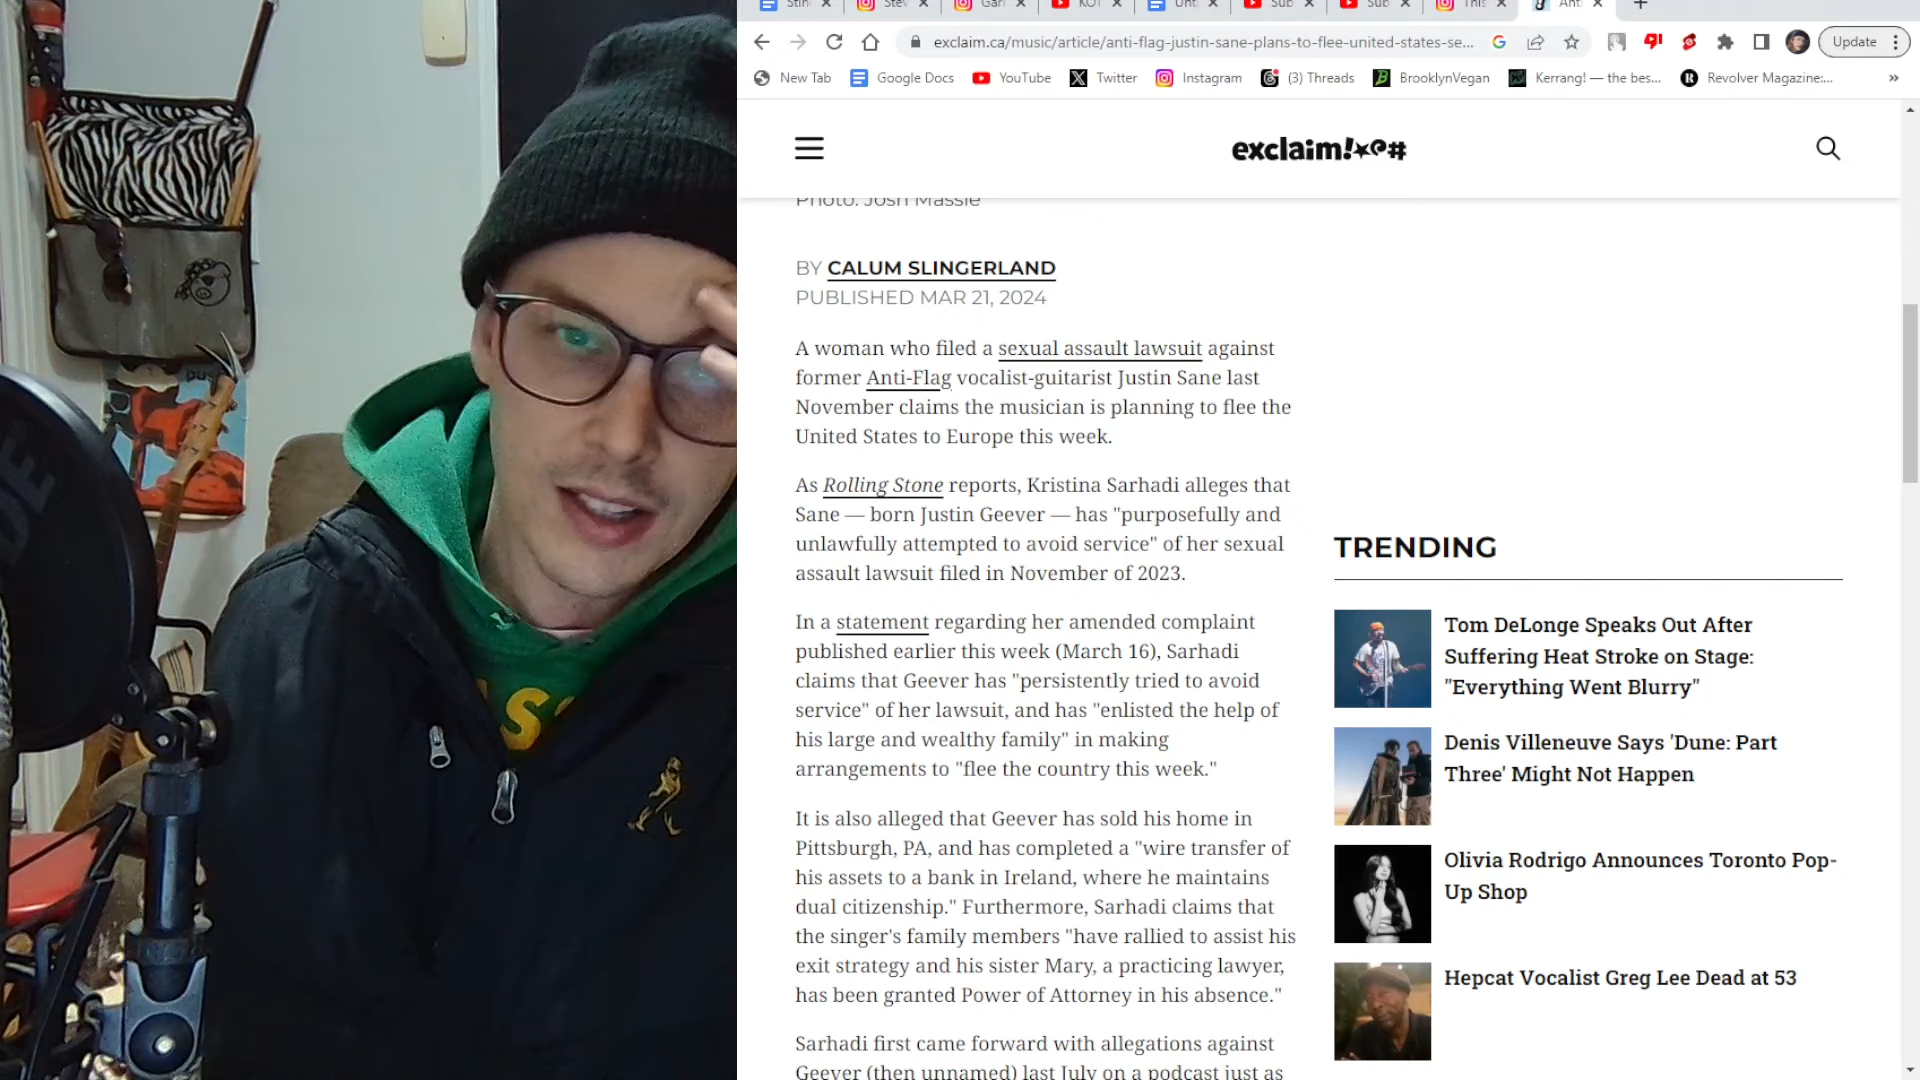 Update
exclaim.ca/music/article/anti-flag-justin-sane-plans-to-flee-united-states-se...
New Tab
Google Docs
YouTube
Twitter
Instagram
(3) Threads
BrooklynVegan
Kerrang! — the bes...
Revolver Magazine:...
»
exclaim!
Photo: Josh Massie
BY CALUM SLINGERLAND
PUBLISHED MAR 21, 2024
A woman who filed a sexual assault lawsuit against
former Anti-Flag vocalist-guitarist Justin Sane last
November claims the musician is planning to flee the
United States to Europe this week.
As Rolling Stone reports, Kristina Sarhadi alleges that
Sane — born Justin Geever — has "purposefully and
unlawfully attempted to avoid service" of her sexual
assault lawsuit filed in November of 2023.
In a statement regarding her amended complaint
published earlier this week (March 16), Sarhadi
claims that Geever has "persistently tried to avoid
service" of her lawsuit, and has "enlisted the help of
his large and wealthy family" in making
arrangements to "flee the country this week."
It is also alleged that Geever has sold his home in
Pittsburgh, PA, and has completed a "wire transfer of
his assets to a bank in Ireland, where he maintains
dual citizenship." Furthermore, Sarhadi claims that
the singer's family members "have rallied to assist his
exit strategy and his sister Mary, a practicing lawyer,
has been granted Power of Attorney in his absence."
Sarhadi first came forward with allegations against
Geever (then unnamed) last July on a podcast just as
TRENDING
Tom DeLonge Speaks Out After
Suffering Heat Stroke on Stage:
"Everything Went Blurry"
Denis Villeneuve Says 'Dune: Part
Three' Might Not Happen
Olivia Rodrigo Announces Toronto Pop-
Up Shop
Hepcat Vocalist Greg Lee Dead at 53